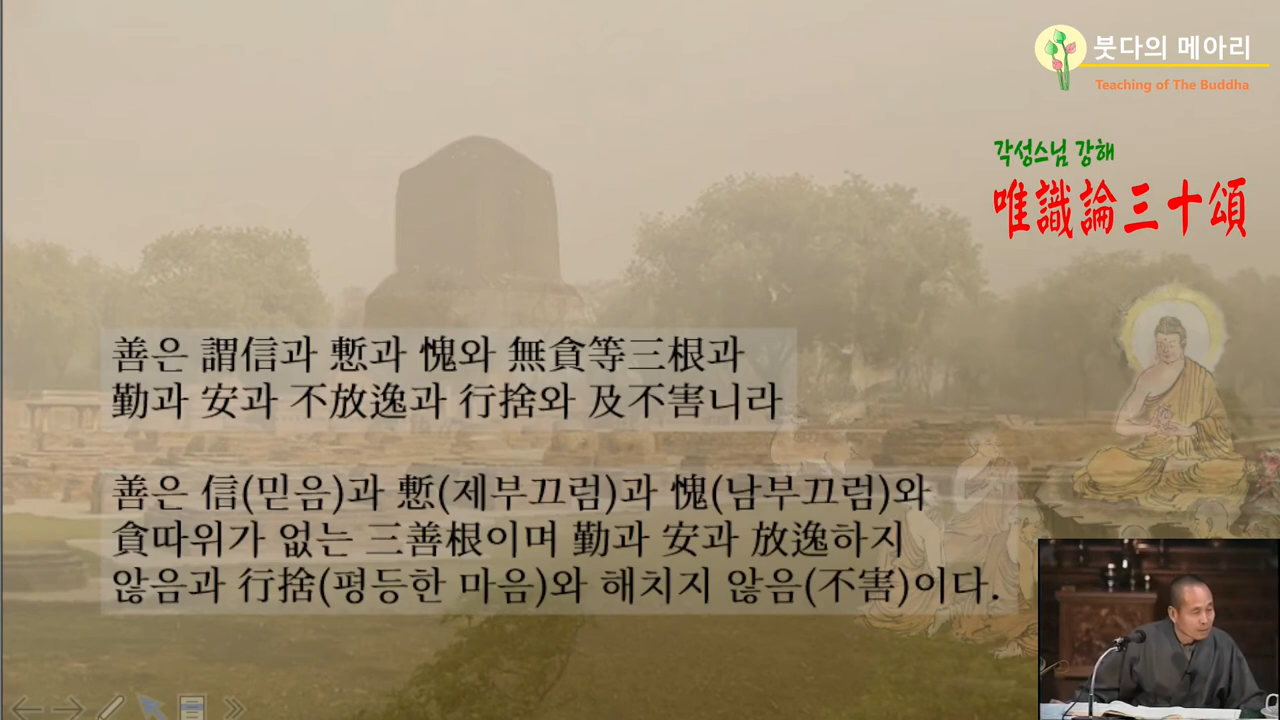 붓다의 메아리
Teaching of The Buddha
각성스님 강해
唯識論三十頌
善은 謂信과 慙과 愧와 無貪等三根과
勤과 安과 不放逸과 行捨와 及不害니라
善은 信(믿음)과 慙(제부끄럼)과 愧(남부끄럼)와
貪따위가 없는 三善根이며 勤과 安과 放逸하지
않음과 行捨(평등한 마음)와 해치지 않음(不害)이다.